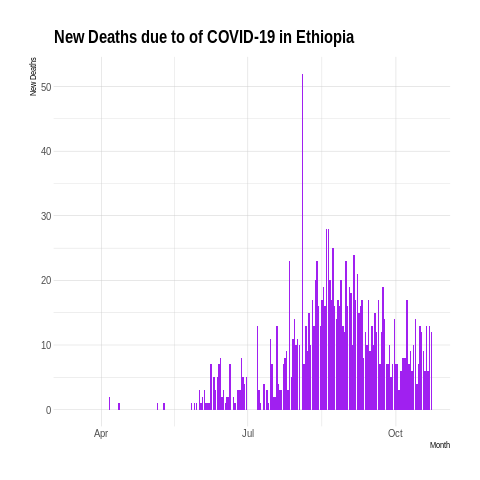 New Deaths due to of COVID-19 in Ethiopia
New Deaths
50
40
30
20
10
0
Apr
Jul
Oct
Month